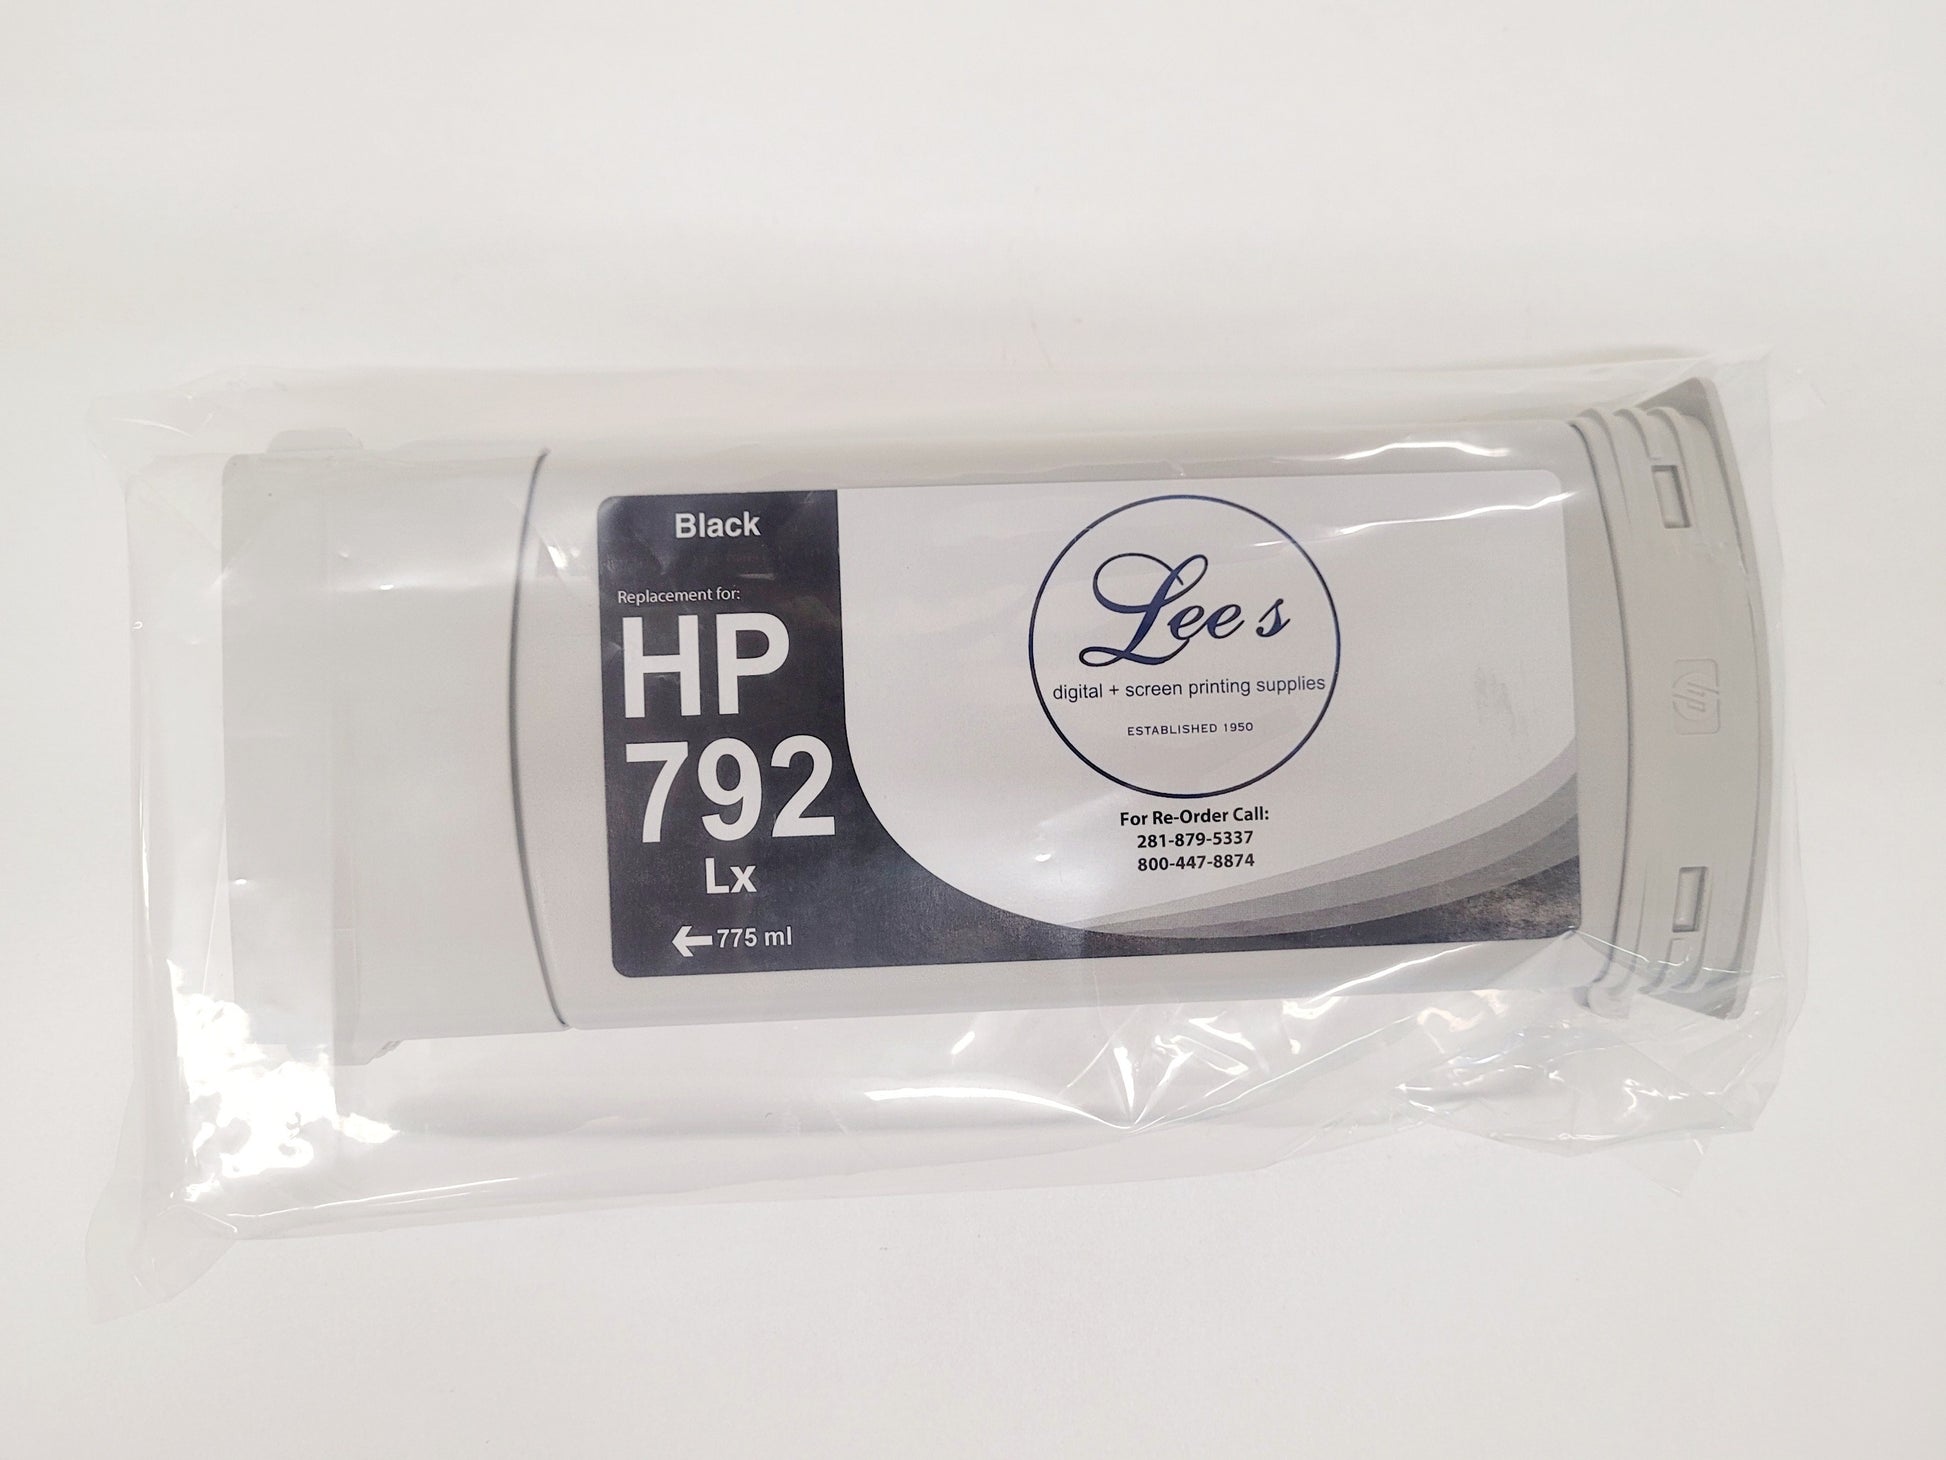 Black
Replacement for:
HP
792
Lx
←775 ml
Lee's
digital + screen printing supplies
ESTABLISHED 1950
For Re-Order Call:
281-879-5337
800-447-8874
hp